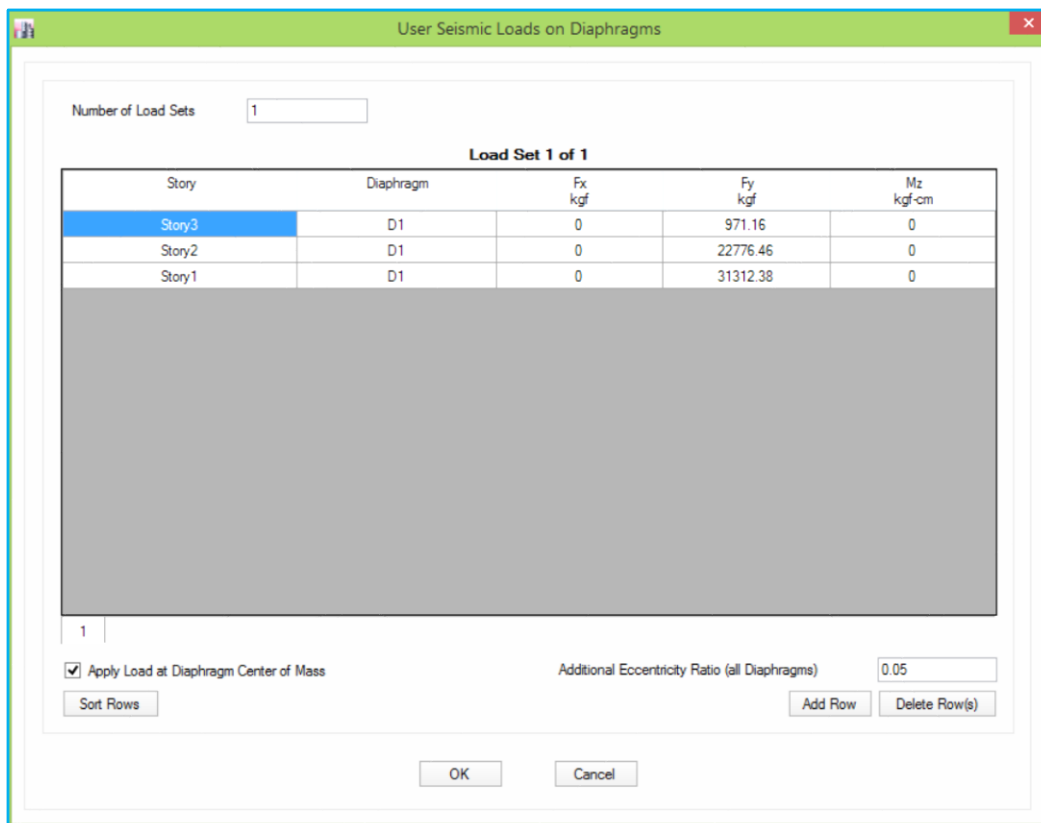 User Seismic Loads on Diaphragms
Number of Load Sets 1
Load Set 1 of 1
Story Diaphragm Fx Fy Mz
kgf kgf kgf-cm
Story3 D1 0 971.16 0
Story2 D1 0 22776.46 0
Story1 D1 0 31312.38 0
1
Apply Load at Diaphragm Center of Mass Additional Eccentricity Ratio (all Diaphragms) 0.05
Sort Rows Add Row Delete Row(s)
OK Cancel